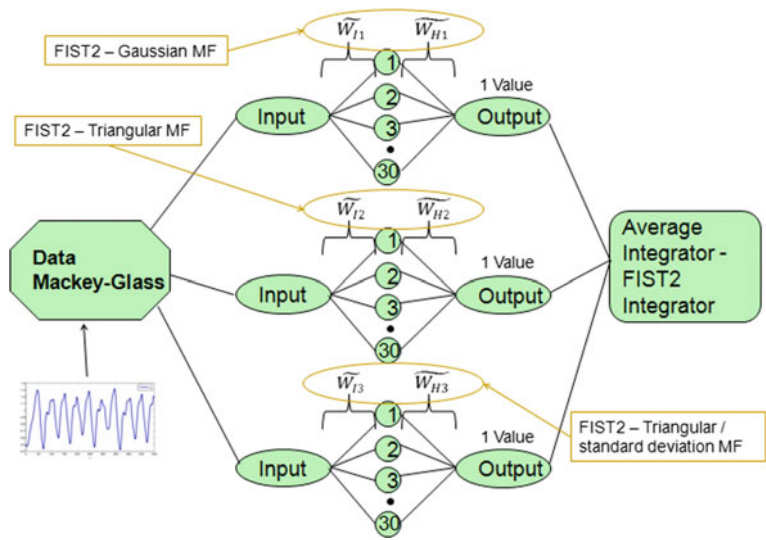 FIST2 – Gaussian MF
W̃I1
W̃H1
1
2
3
30
Input
1 Value
Output
FIST2 – Triangular MF
W̃I2
W̃H2
1
2
3
30
Input
1 Value
Output
Data
Mackey-Glass
Average
Integrator -
FIST2
Integrator
W̃I3
W̃H3
1
2
3
30
Input
1 Value
Output
FIST2 – Triangular /
standard deviation MF